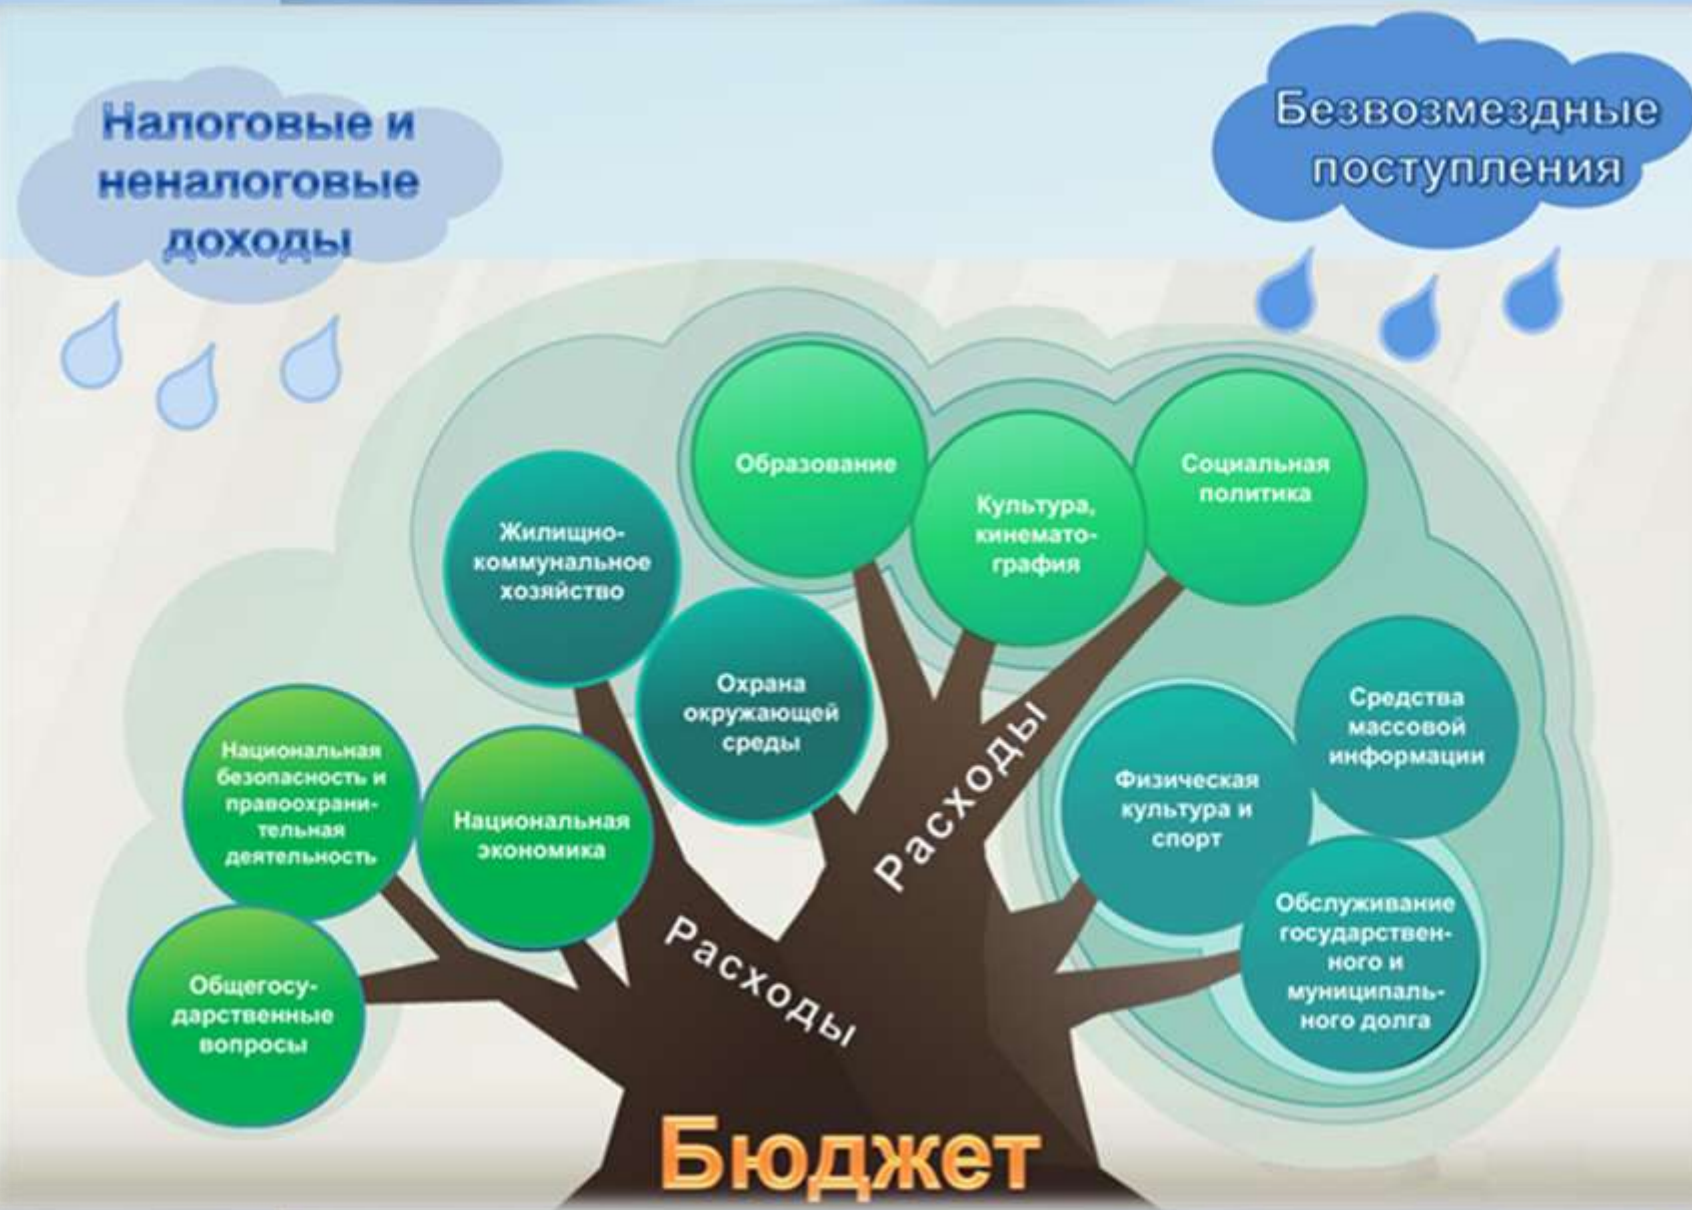 Налоговые и
неналоговые
доходы
Безвозмездные
поступления
Образование
Культура,
кинемато-
графия
Социальная
политика
Жилищно-
коммунальное
хозяйство
Охрана
окружающей
среды
Национальная
безопасность и
правоохрани-
тельная
деятельность
Национальная
экономика
Общегосу-
дарственные
вопросы
Средства
массовой
информации
Физическая
культура и
спорт
Обслуживание
государствен-
ного и
муниципаль-
ного долга
Расходы
Расходы
Бюджет